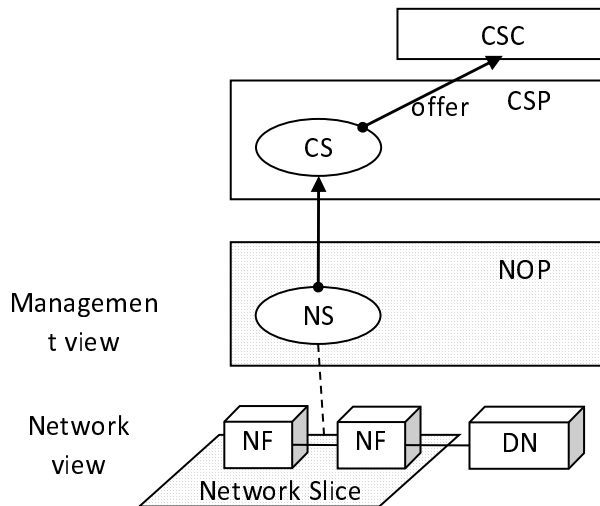 CSC
offer
CSP
CS
NOP
Managemen
t view
NS
Network
view
NF
NF
DN
Network Slice